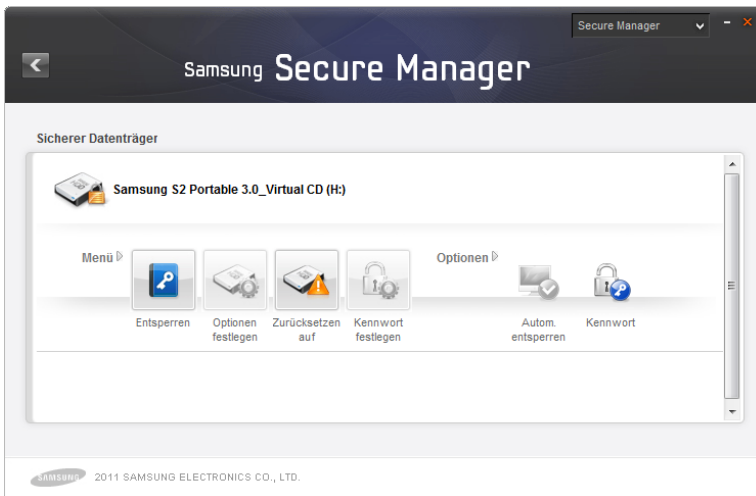 Secure Manager
Samsung Secure Manager
Sicherer Datenträger
Samsung S2 Portable 3.0_Virtual CD (H:)
Menü
Optionen
Entsperren
Optionen
festlegen
Zurücksetzen
auf
Kennwort
festlegen
Autom.
entsperren
Kennwort
SAMSUNG
2011 SAMSUNG ELECTRONICS CO., LTD.